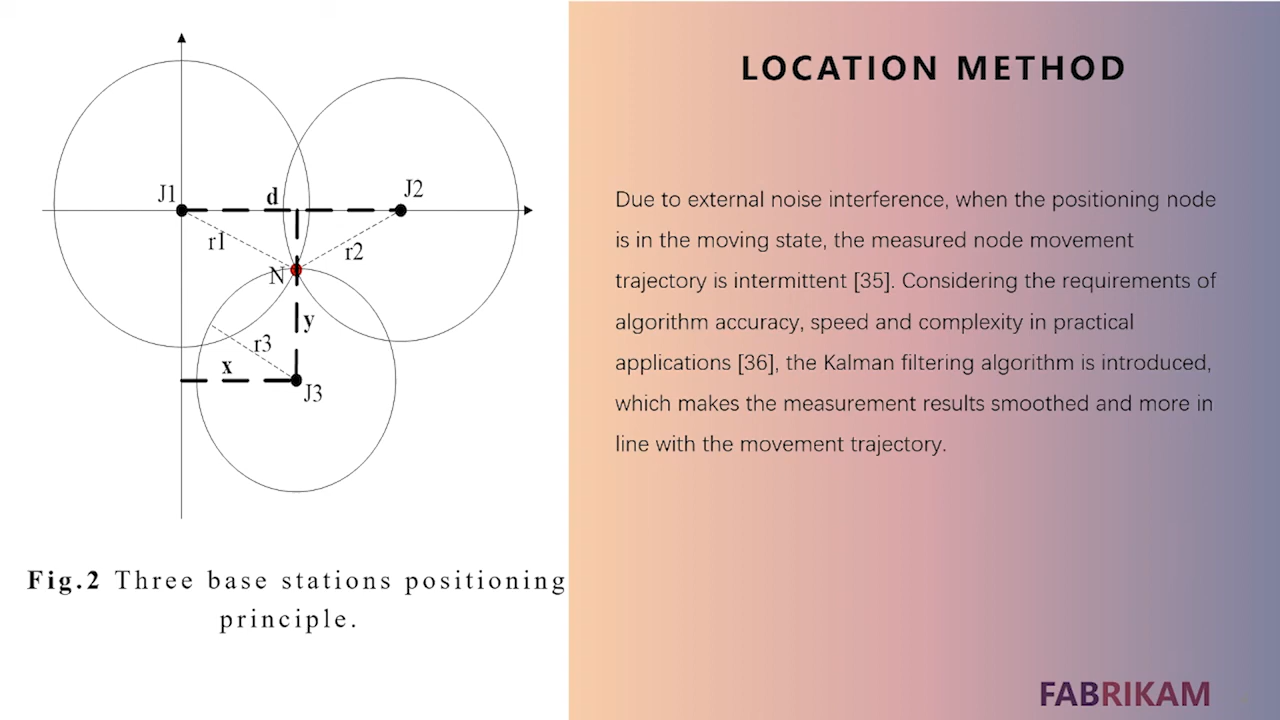 LOCATION METHOD
J1
d
J2
r1
r2
N
y
r3
x
J3
Fig.2 Three base stations positioning
principle.
Due to external noise interference, when the positioning node
is in the moving state, the measured node movement
trajectory is intermittent [35]. Considering the requirements of
algorithm accuracy, speed and complexity in practical
applications [36], the Kalman filtering algorithm is introduced,
which makes the measurement results smoothed and more in
line with the movement trajectory.
FABRIKAM